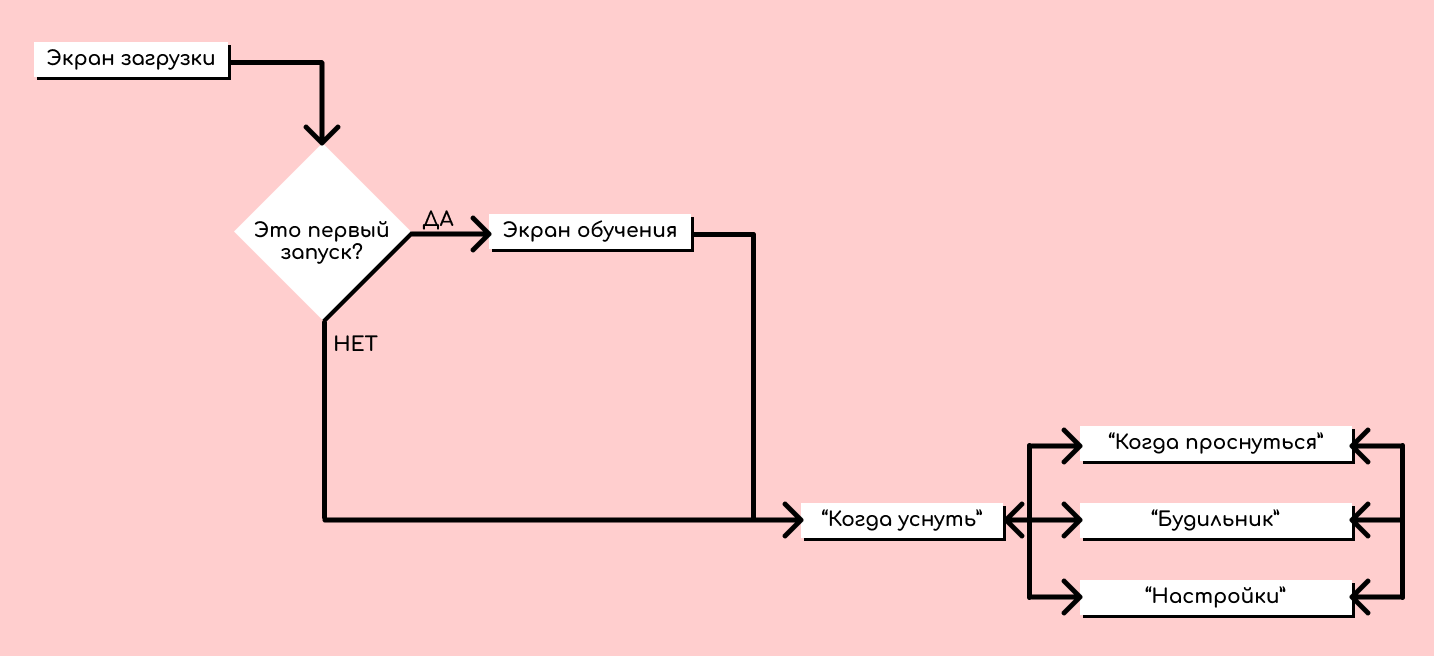 Экран загрузки
Это первый
запуск?
ДА
Экран обучения
НЕТ
“Когда уснуть”
“Когда проснуться”
“Будильник”
“Настройки”